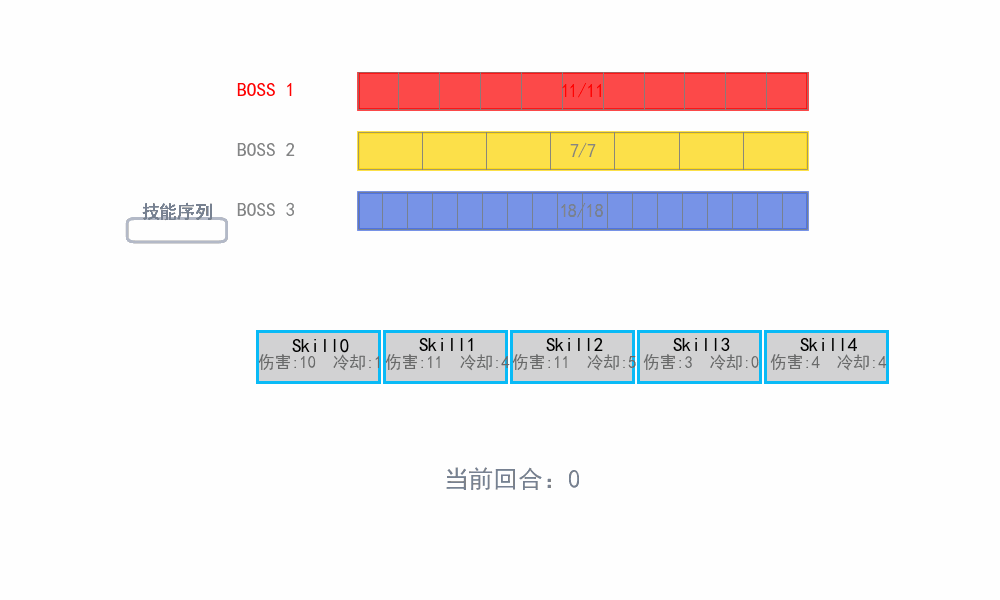 BOSS 1 11/11
BOSS 2 7/7
技能序列
BOSS 3 18/18
Skill0 Skill1 Skill2 Skill3 Skill4
伤害:10 冷却:1 伤害:11 冷却:4 伤害:11 冷却:5 伤害:3 冷却:0 伤害:4 冷却:4
当前回合：0